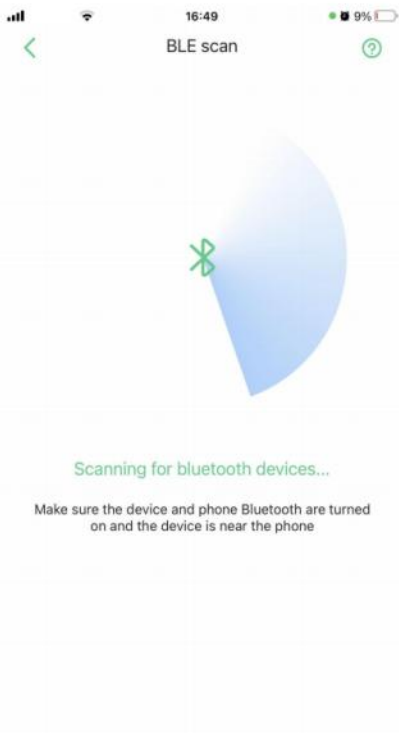 16:49
9%
BLE scan
Scanning for bluetooth devices...
Make sure the device and phone Bluetooth are turned
on and the device is near the phone